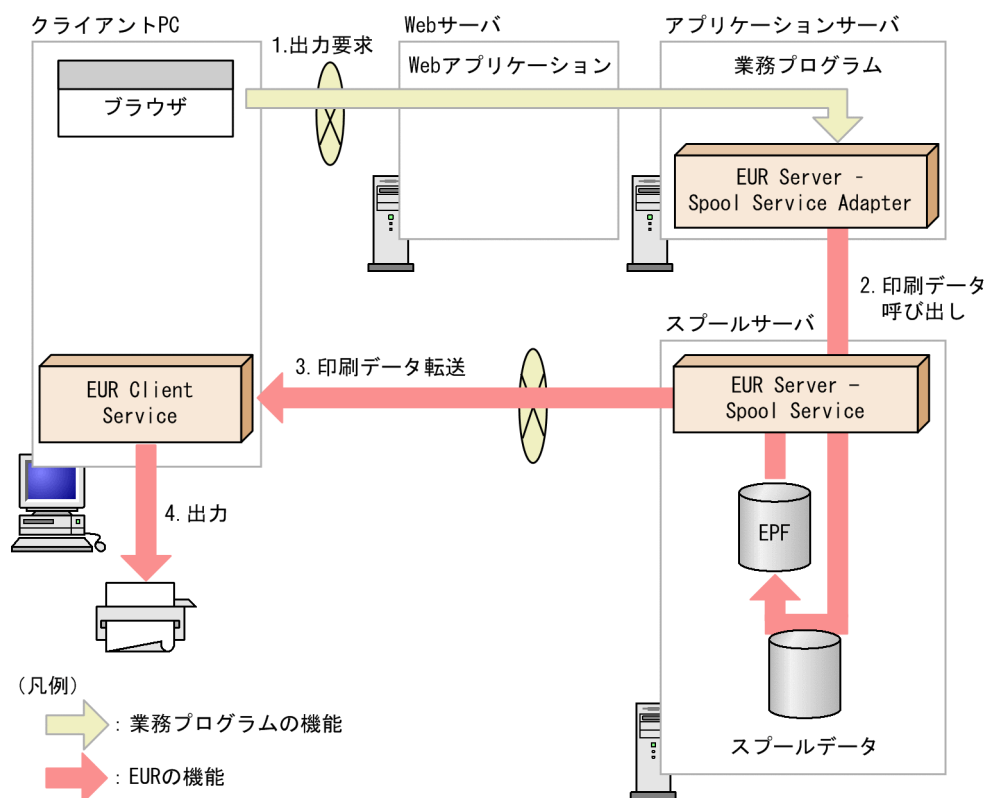 クライアントPC
Webサーバ
アプリケーションサーバ
1.出力要求
Webアプリケーション
業務プログラム
ブラウザ
EUR Server -
Spool Service Adapter
2.印刷データ
呼び出し
スプールサーバ
3.印刷データ転送
EUR Client
Service
EUR Server −
Spool Service
4.出力
EPF
スプールデータ
(凡例)
:業務プログラムの機能
:EURの機能